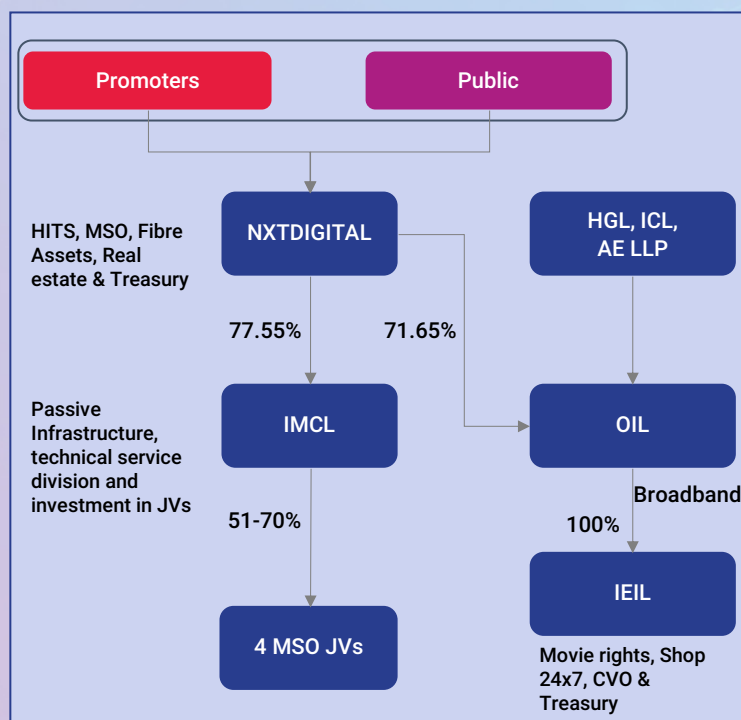 Promoters
Public
HITS, MSO, Fibre
Assets, Real
estate & Treasury
NXTDIGITAL
HGL, ICL,
AE LLP
77.55%
71.65%
Passive
Infrastructure,
technical service
division and
investment in JVs
IMCL
OIL
Broadband
51-70%
100%
4 MSO JVs
IEIL
Movie rights, Shop
24x7, CVO &
Treasury